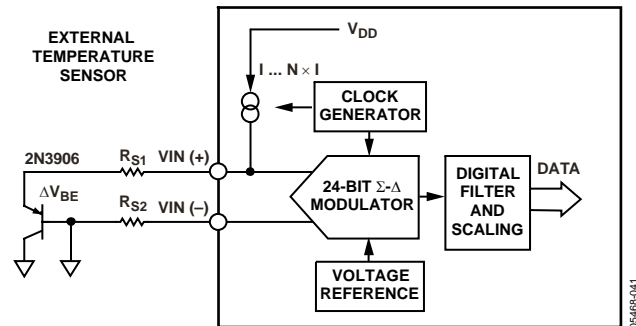 V_DD
EXTERNAL
TEMPERATURE
SENSOR
I ... N × I
CLOCK
GENERATOR
2N3906
R_S1
VIN (+)
ΔV_BE
R_S2
VIN (–)
24-BIT Σ-Δ
MODULATOR
DIGITAL
FILTER
AND
SCALING
DATA
VOLTAGE
REFERENCE
05468-041